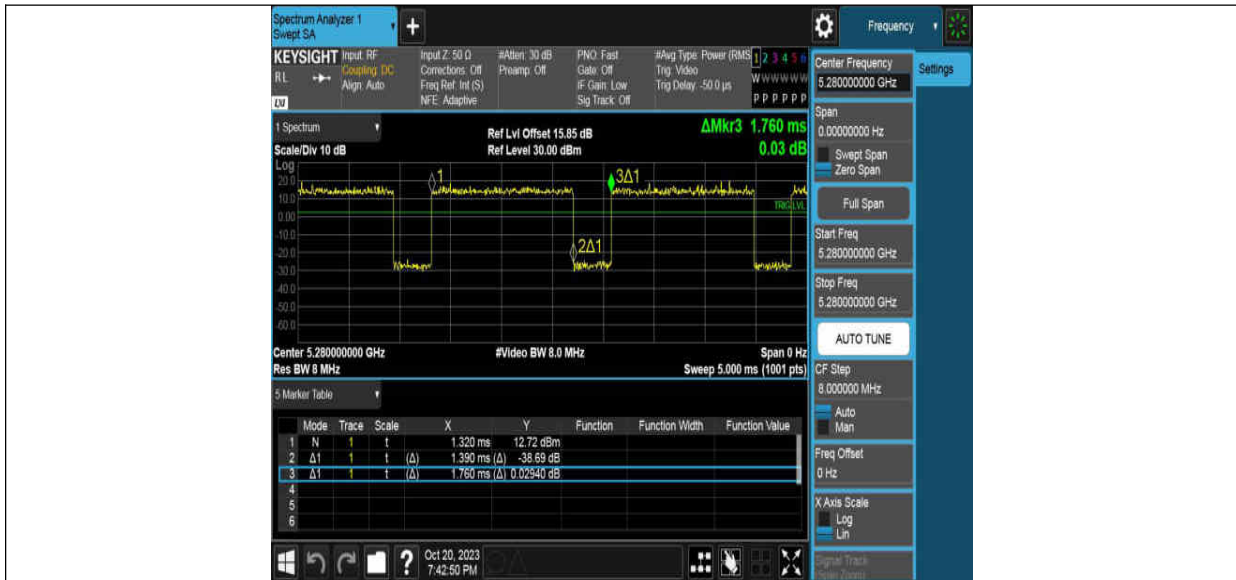 Spectrum Analyzer 1
Swept SA
+
Frequency
KEYSIGHT
RL
LXI
Input: RF
Coupling: DC
Align: Auto
Input Z: 50 Ω
Corrections: Off
Freq Ref: Int (S)
NFE: Adaptive
#Atten: 30 dB
Preamp: Off
PNO: Fast
Gate: Off
IF Gain: Low
Sig Track: Off
#Avg Type: Power (RMS
Trig: Video
Trig Delay: -50.0 µs
1 2 3 4 5 6
W W W W W W
P P P P P P
1 Spectrum
Scale/Div 10 dB
Ref Lvl Offset 15.85 dB
Ref Level 30.00 dBm
ΔMkr3 1.760 ms
0.03 dB
Log
20.0
10.0
0.00
-10.0
-20.0
-30.0
-40.0
-50.0
-60.0
1
3Δ1
2Δ1
TRIG LVL
Center 5.280000000 GHz
#Video BW 8.0 MHz
Span 0 Hz
Res BW 8 MHz
Sweep 5.000 ms (1001 pts)
5 Marker Table
Mode Trace Scale X Y Function Function Width Function Value
1 N 1 t 1.320 ms 12.72 dBm
2 Δ1 1 t (Δ) 1.390 ms (Δ) -38.69 dB
3 Δ1 1 t (Δ) 1.760 ms (Δ) 0.02940 dB
4
5
6
?
Oct 20, 2023
7:42:50 PM
Center Frequency
5.280000000 GHz
Span
0.00000000 Hz
Swept Span
Zero Span
Full Span
Start Freq
5.280000000 GHz
Stop Freq
5.280000000 GHz
AUTO TUNE
CF Step
8.000000 MHz
Auto
Man
Freq Offset
0 Hz
X Axis Scale
Log
Lin
Signal Track
(Span Zoom)
Settings